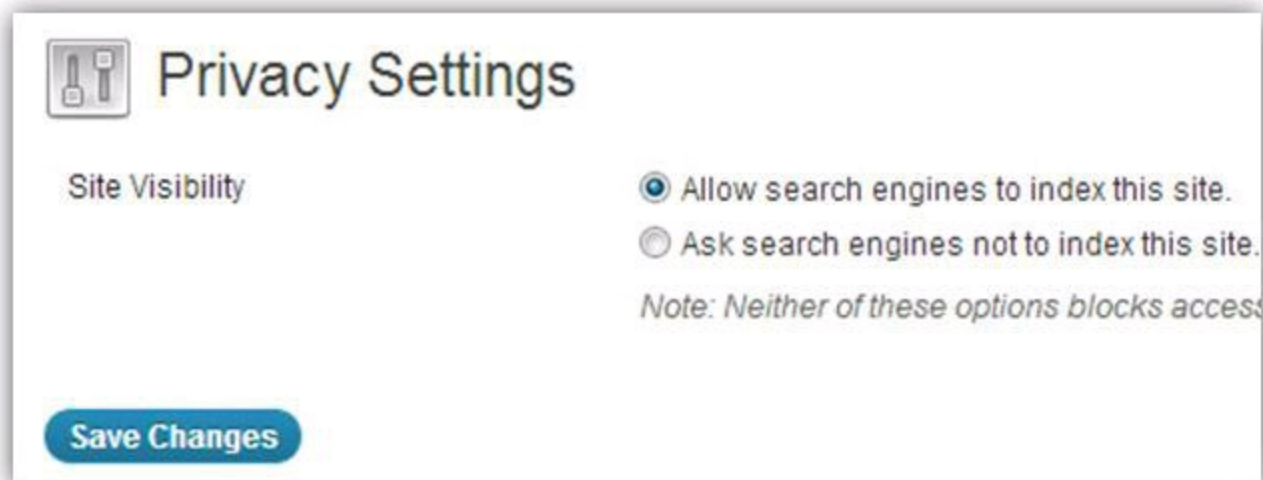 Privacy Settings
Site Visibility
Allow search engines to index this site.
Ask search engines not to index this site.
Note: Neither of these options blocks access
Save Changes